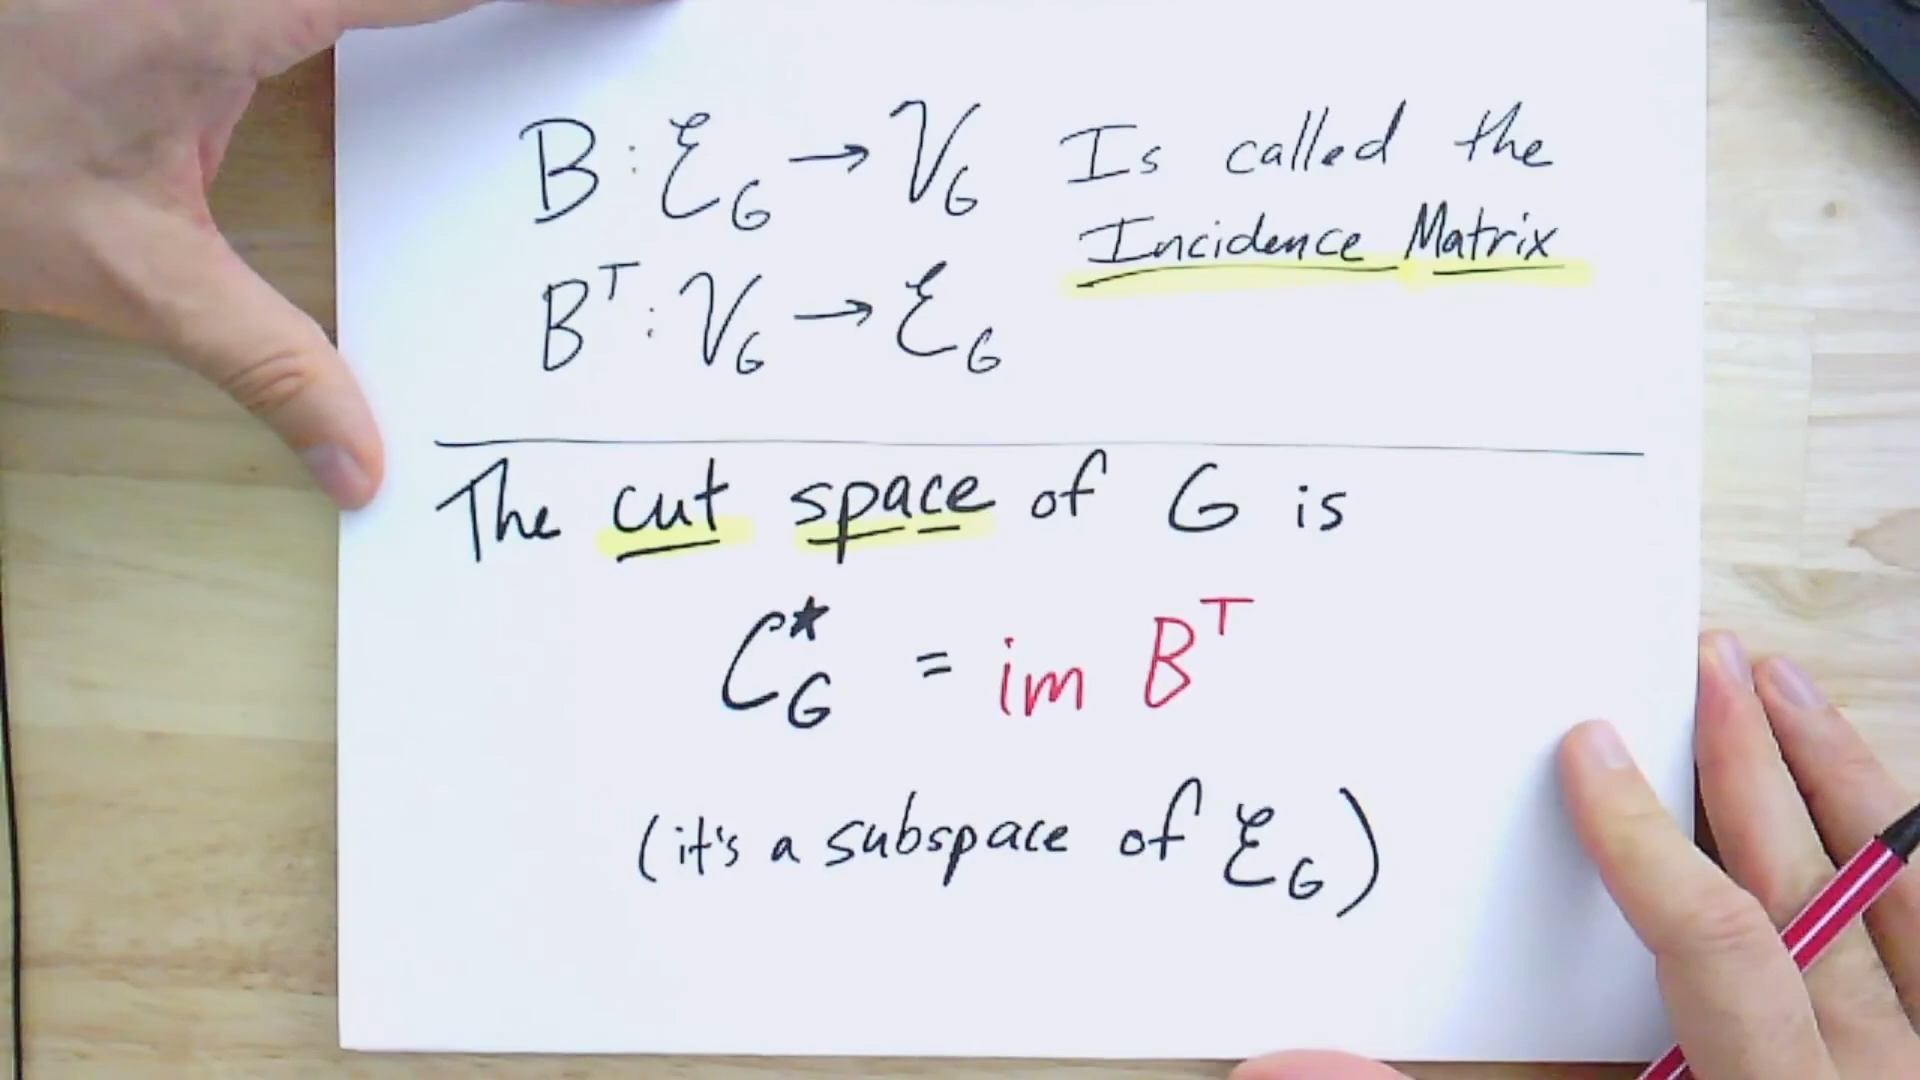 B : ℰ_G → 𝒱_G Is called the
Incidence Matrix
B^T : 𝒱_G → ℰ_G
The cut space of G is
C*_G = im B^T
(it's a subspace of ℰ_G)